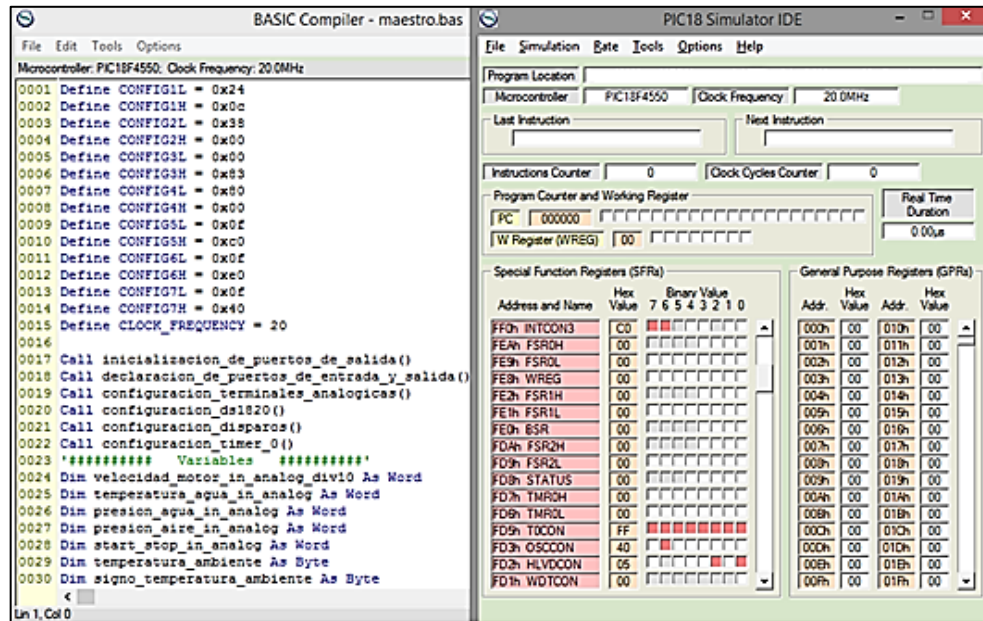 BASIC Compiler - maestro.bas
File Edit Tools Options
Microcontroller: PIC18F4550; Clock Frequency: 20.0MHz
0001 Define CONFIG1L = 0x24
0002 Define CONFIG1H = 0x0c
0003 Define CONFIG2L = 0x38
0004 Define CONFIG2H = 0x00
0005 Define CONFIG3L = 0x00
0006 Define CONFIG3H = 0x83
0007 Define CONFIG4L = 0x80
0008 Define CONFIG4H = 0x00
0009 Define CONFIG5L = 0x0f
0010 Define CONFIG5H = 0xc0
0011 Define CONFIG6L = 0x0f
0012 Define CONFIG6H = 0xe0
0013 Define CONFIG7L = 0x0f
0014 Define CONFIG7H = 0x40
0015 Define CLOCK_FREQUENCY = 20
0016
0017 Call inicializacion_de_puertos_de_salida()
0018 Call declaracion_de_puertos_de_entrada_y_salida()
0019 Call configuracion_terminales_analogicas()
0020 Call configuracion_ds1820()
0021 Call configuracion_disparos()
0022 Call configuracion_timer_0()
0023 '########## Variables ##########'
0024 Dim velocidad_motor_in_analog_div10 As Word
0025 Dim temperatura_agua_in_analog As Word
0026 Dim presion_agua_in_analog As Word
0027 Dim presion_aire_in_analog As Word
0028 Dim start_stop_in_analog As Word
0029 Dim temperatura_ambiente As Byte
0030 Dim signo_temperatura_ambiente As Byte
Lin 1, Col 0
PIC18 Simulator IDE
File Simulation Rate Tools Options Help
Program Location
Microcontroller PIC18F4550 Clock Frequency 20.0MHz
Last Instruction Next Instruction
Instructions Counter 0 Clock Cycles Counter 0
Program Counter and Working Register
PC 000000
W Register (WREG) 00
Real Time
Duration
0.00µs
Special Function Registers (SFRs)
Address and Name Hex Value Binary Value 7 6 5 4 3 2 1 0
FF0h INTCON3 C0
FEAh FSR0H 00
FE9h FSR0L 00
FE8h WREG 00
FE2h FSR1H 00
FE1h FSR1L 00
FE0h BSR 00
FDAh FSR2H 00
FD9h FSR2L 00
FD8h STATUS 00
FD7h TMR0H 00
FD6h TMR0L 00
FD5h T0CON FF
FD3h OSCCON 40
FD2h HLVDCON 05
FD1h WDTCON 00
General Purpose Registers (GPRs)
Addr. Hex Value Addr. Hex Value
000h 00 010h 00
001h 00 011h 00
002h 00 012h 00
003h 00 013h 00
004h 00 014h 00
005h 00 015h 00
006h 00 016h 00
007h 00 017h 00
008h 00 018h 00
009h 00 019h 00
00Ah 00 01Ah 00
00Bh 00 01Bh 00
00Ch 00 01Ch 00
00Dh 00 01Dh 00
00Eh 00 01Eh 00
00Fh 00 01Fh 00